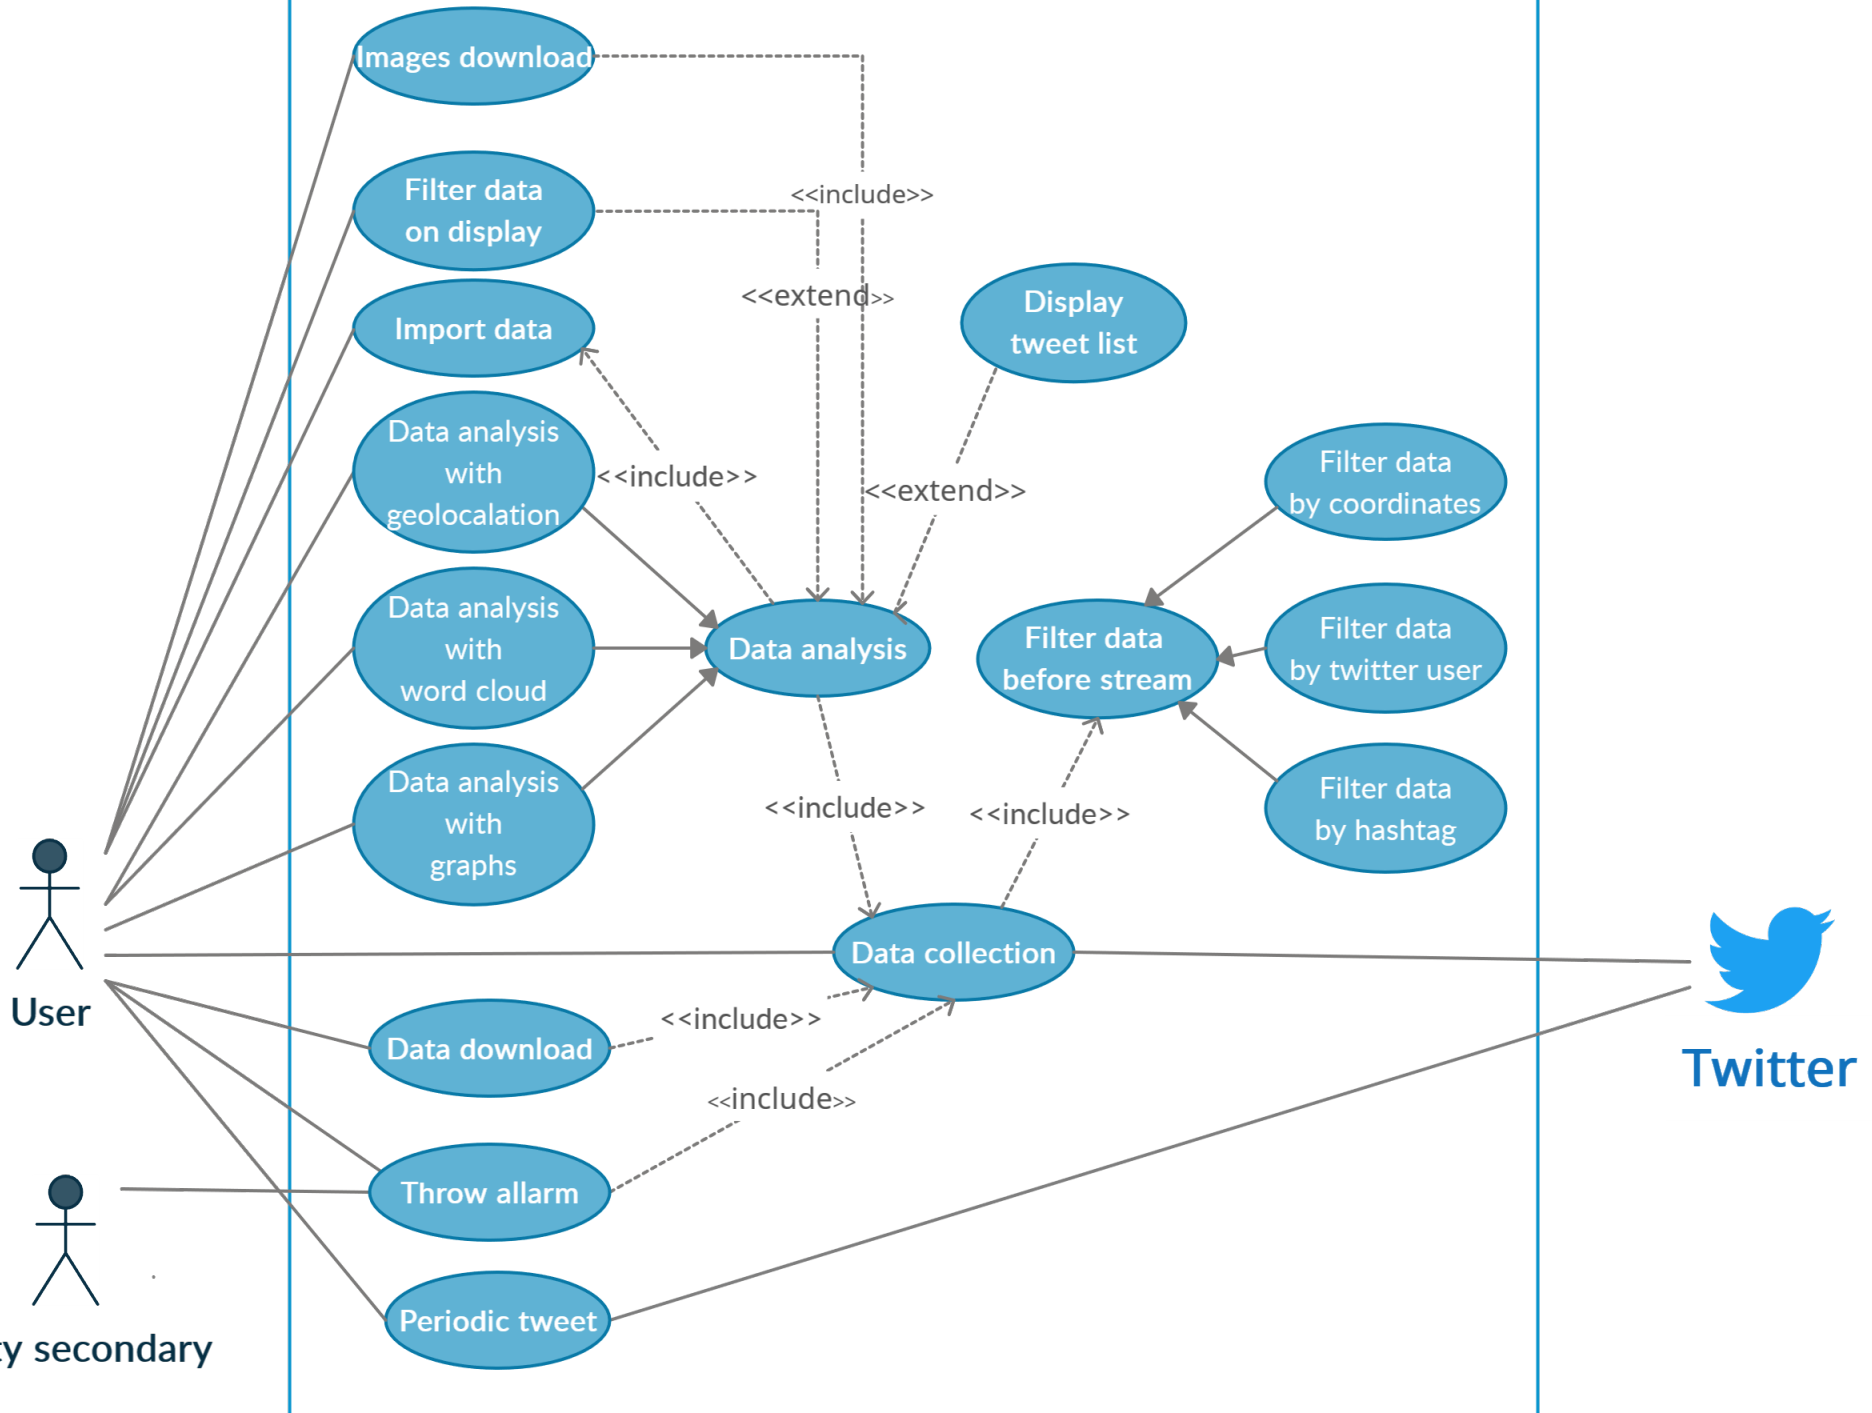 Images download
Filter data
on display
<<include>>
<<extend>>
Import data
Display
tweet list
Data analysis
with
geolocalation
<<include>>
<<extend>>
Filter data
by coordinates
Data analysis
with
word cloud
Data analysis
Filter data
before stream
Filter data
by twitter user
Data analysis
with
graphs
<<include>>
<<include>>
Filter data
by hashtag
Data collection
User
Data download
<<include>>
Twitter
<<include>>
Throw allarm
Periodic tweet
secondary